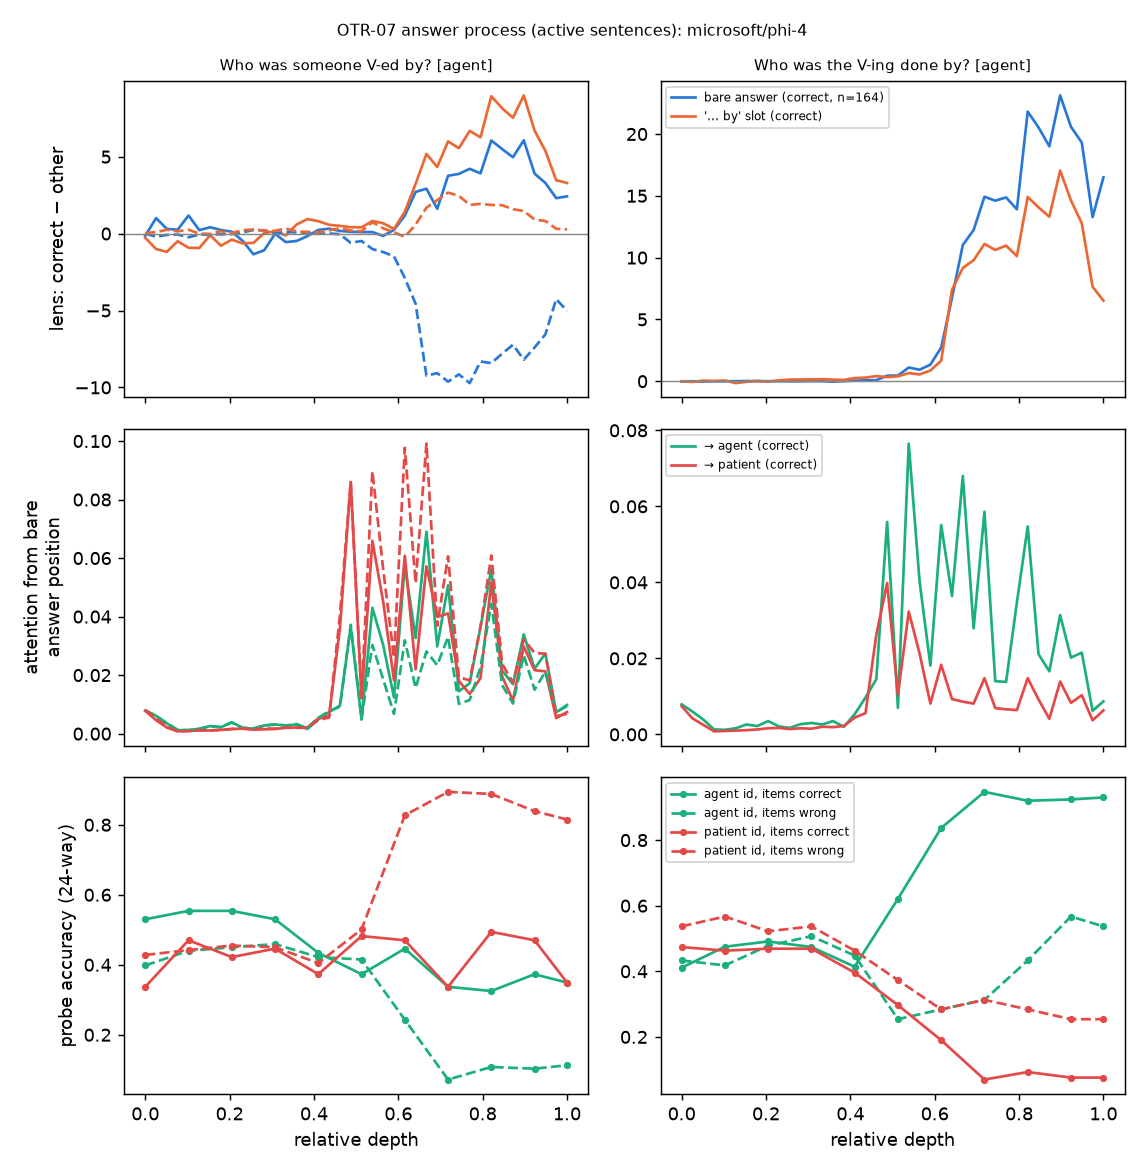 OTR-07 answer process (active sentences): microsoft/phi-4
Who was someone V-ed by? [agent]
Who was the V-ing done by? [agent]
lens: correct − other
5
0
−5
−10
bare answer (correct, n=164)
'... by' slot (correct)
20
15
10
5
0
attention from bare
answer position
0.10
0.08
0.06
0.04
0.02
0.00
→ agent (correct)
→ patient (correct)
0.08
0.06
0.04
0.02
0.00
probe accuracy (24-way)
0.8
0.6
0.4
0.2
0.0 0.2 0.4 0.6 0.8 1.0
relative depth
agent id, items correct
agent id, items wrong
patient id, items correct
patient id, items wrong
0.8
0.6
0.4
0.2
0.0 0.2 0.4 0.6 0.8 1.0
relative depth